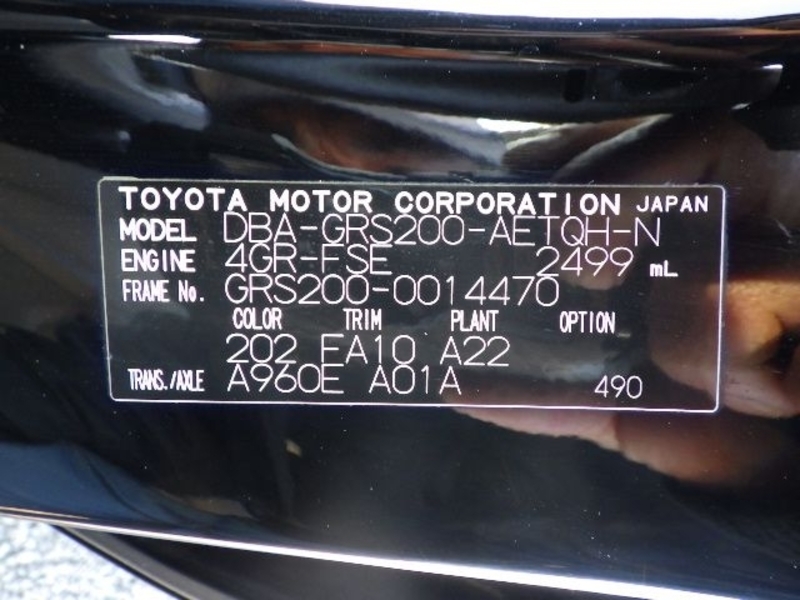 TOYOTA MOTOR CORPORATION JAPAN
MODEL DBA-GRS200-AETQH-N
ENGINE 4GR-FSE 2499 mL
FRAME No. GRS200-0014470
COLOR TRIM PLANT OPTION
202 FA10 A22
TRANS./AXLE A960E A01A 490